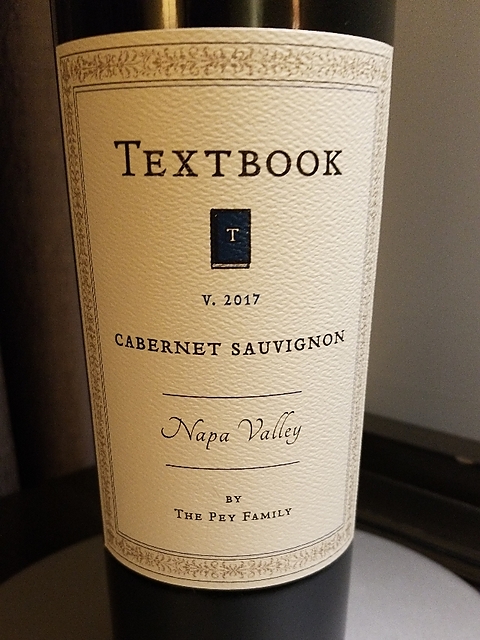 TEXTBOOK
T
V. 2017
CABERNET SAUVIGNON
Napa Valley
BY
THE PEY FAMILY